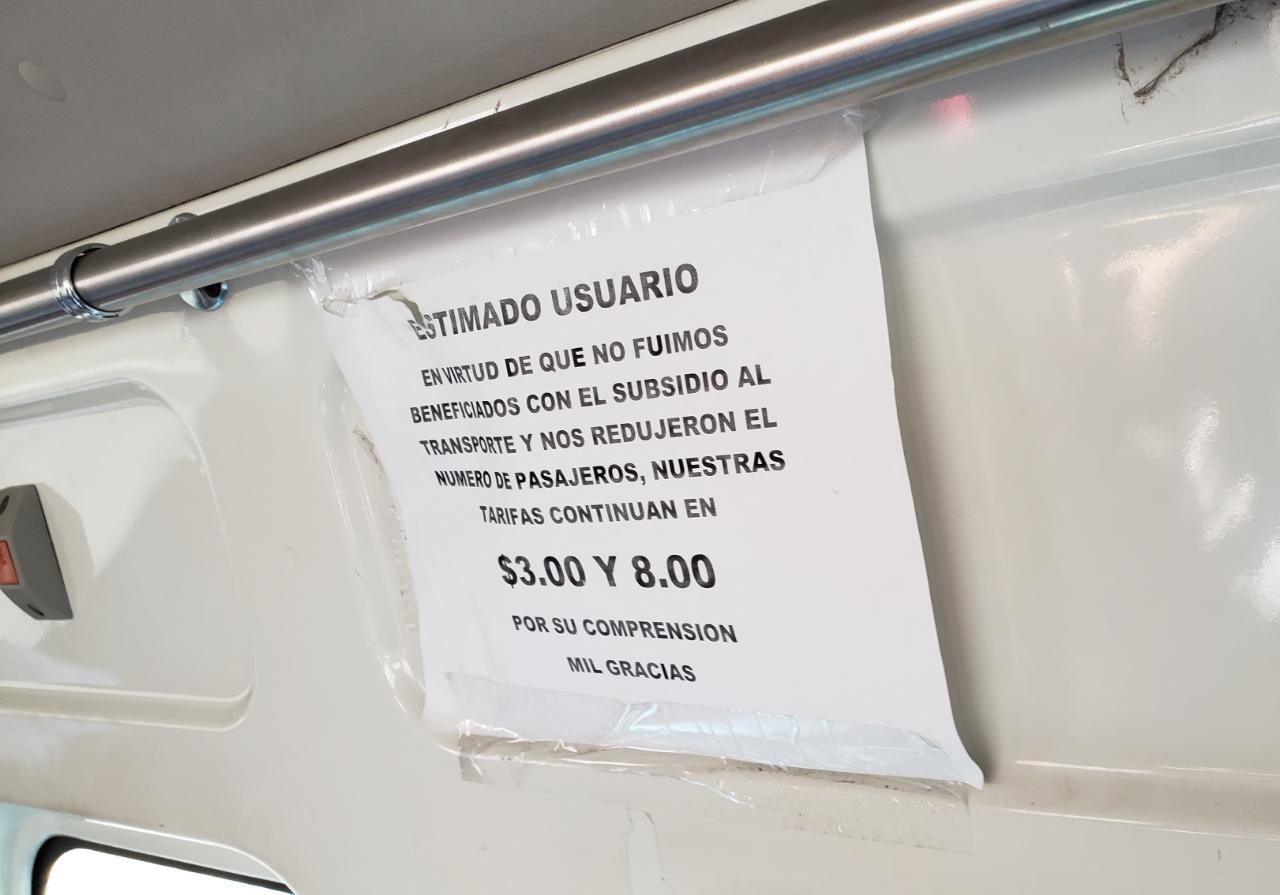 ESTIMADO USUARIO
EN VIRTUD DE QUE NO FUIMOS
BENEFICIADOS CON EL SUBSIDIO AL
TRANSPORTE Y NOS REDUJERON EL
NUMERO DE PASAJEROS, NUESTRAS
TARIFAS CONTINUAN EN
$3.00 Y 8.00
POR SU COMPRENSION
MIL GRACIAS